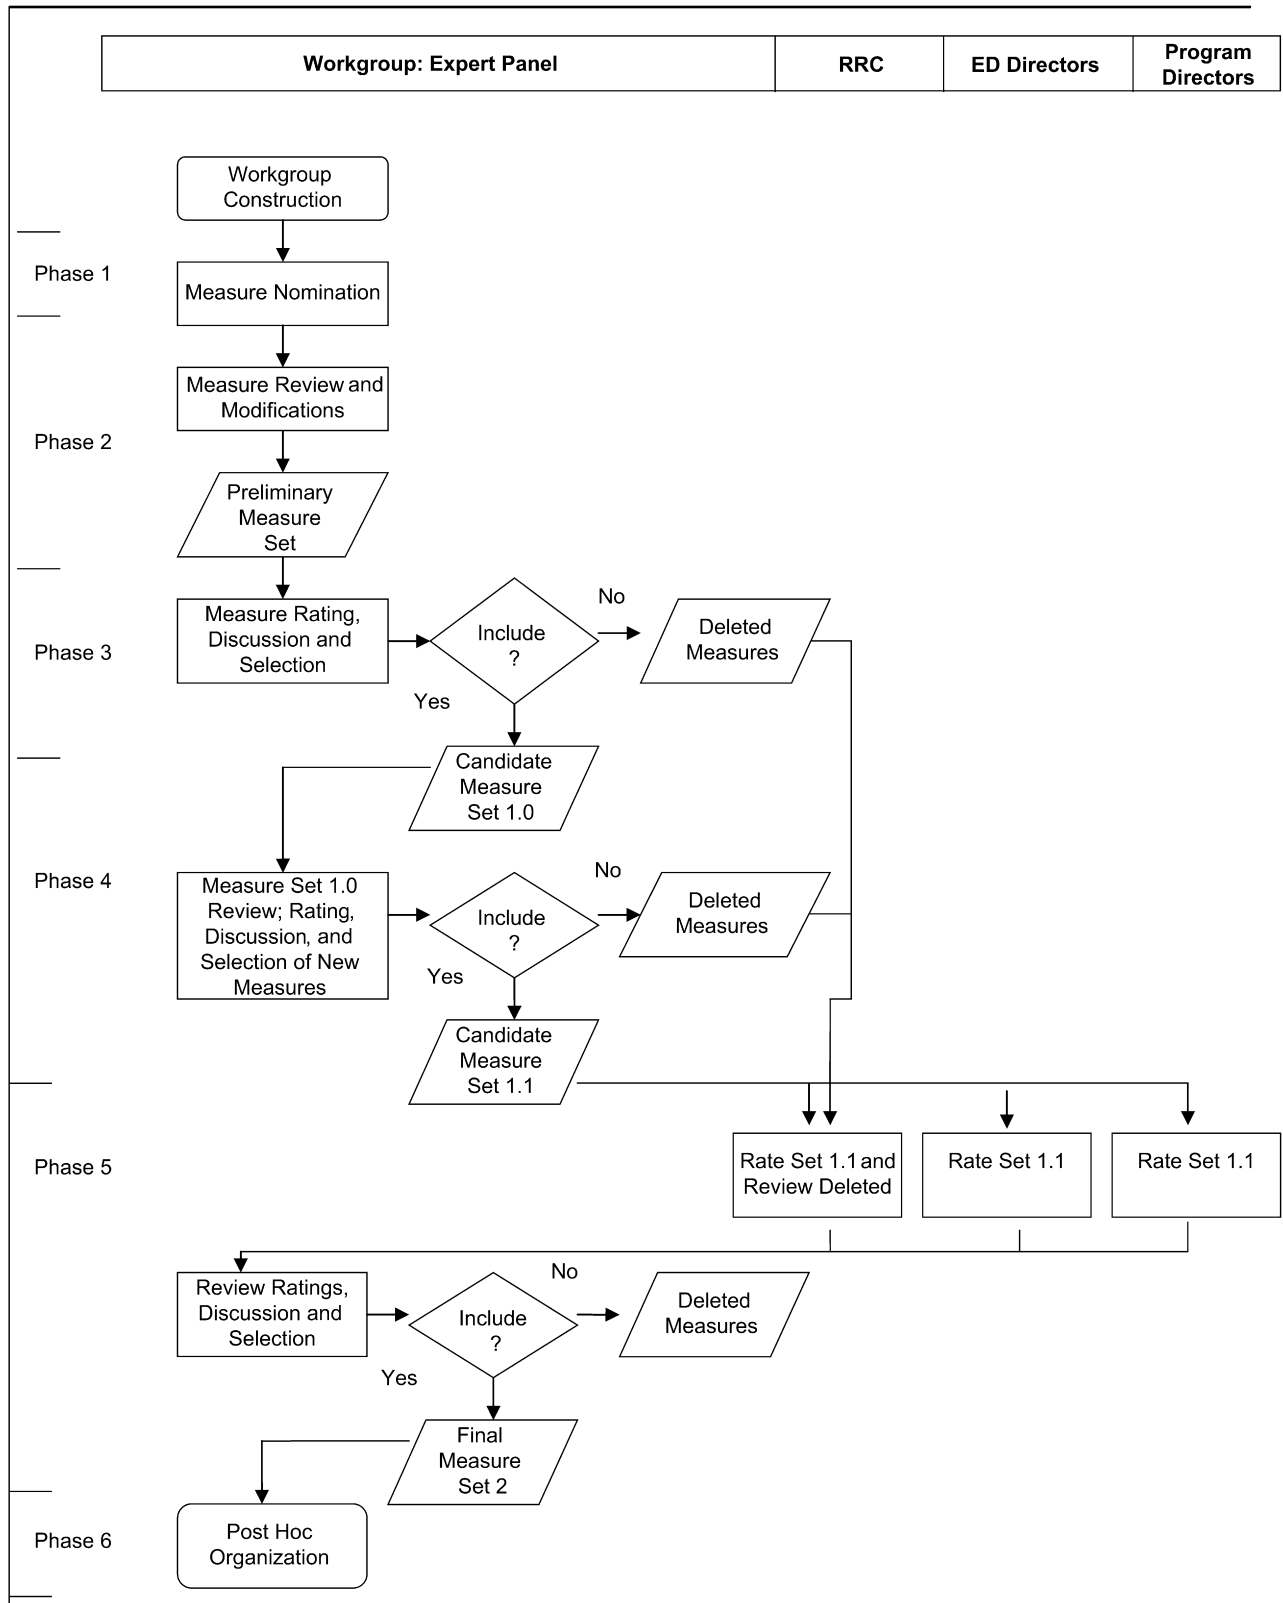 Workgroup: Expert Panel
RRC
ED Directors
Program
Directors
Workgroup
Construction
Phase 1
Measure Nomination
Measure Review and
Modifications
Phase 2
Preliminary
Measure
Set
Phase 3
Measure Rating,
Discussion and
Selection
Include
?
No
Deleted
Measures
Yes
Candidate
Measure
Set 1.0
Phase 4
Measure Set 1.0
Review; Rating,
Discussion, and
Selection of New
Measures
Include
?
No
Deleted
Measures
Yes
Candidate
Measure
Set 1.1
Phase 5
Rate Set 1.1 and
Review Deleted
Rate Set 1.1
Rate Set 1.1
Review Ratings,
Discussion and
Selection
Include
?
No
Deleted
Measures
Yes
Final
Measure
Set 2
Phase 6
Post Hoc
Organization